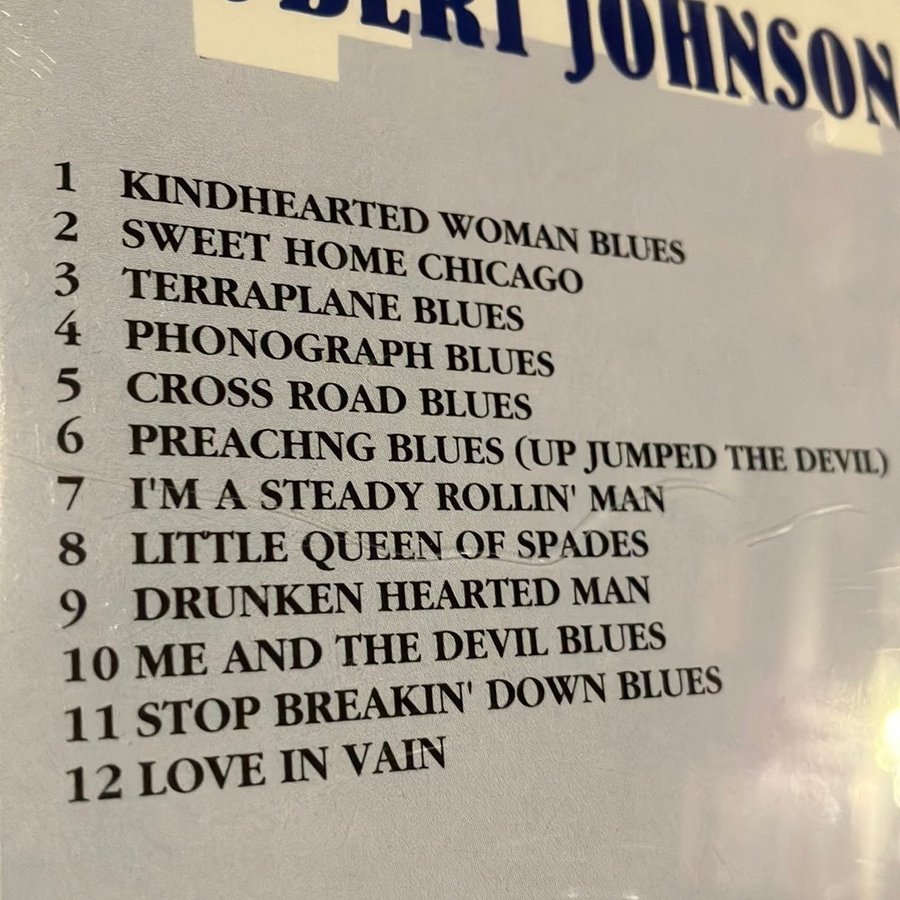 OBERT JOHNSON
1 KINDHEARTED WOMAN BLUES
2 SWEET HOME CHICAGO
3 TERRAPLANE BLUES
4 PHONOGRAPH BLUES
5 CROSS ROAD BLUES
6 PREACHNG BLUES (UP JUMPED THE DEVIL)
7 I'M A STEADY ROLLIN' MAN
8 LITTLE QUEEN OF SPADES
9 DRUNKEN HEARTED MAN
10 ME AND THE DEVIL BLUES
11 STOP BREAKIN' DOWN BLUES
12 LOVE IN VAIN